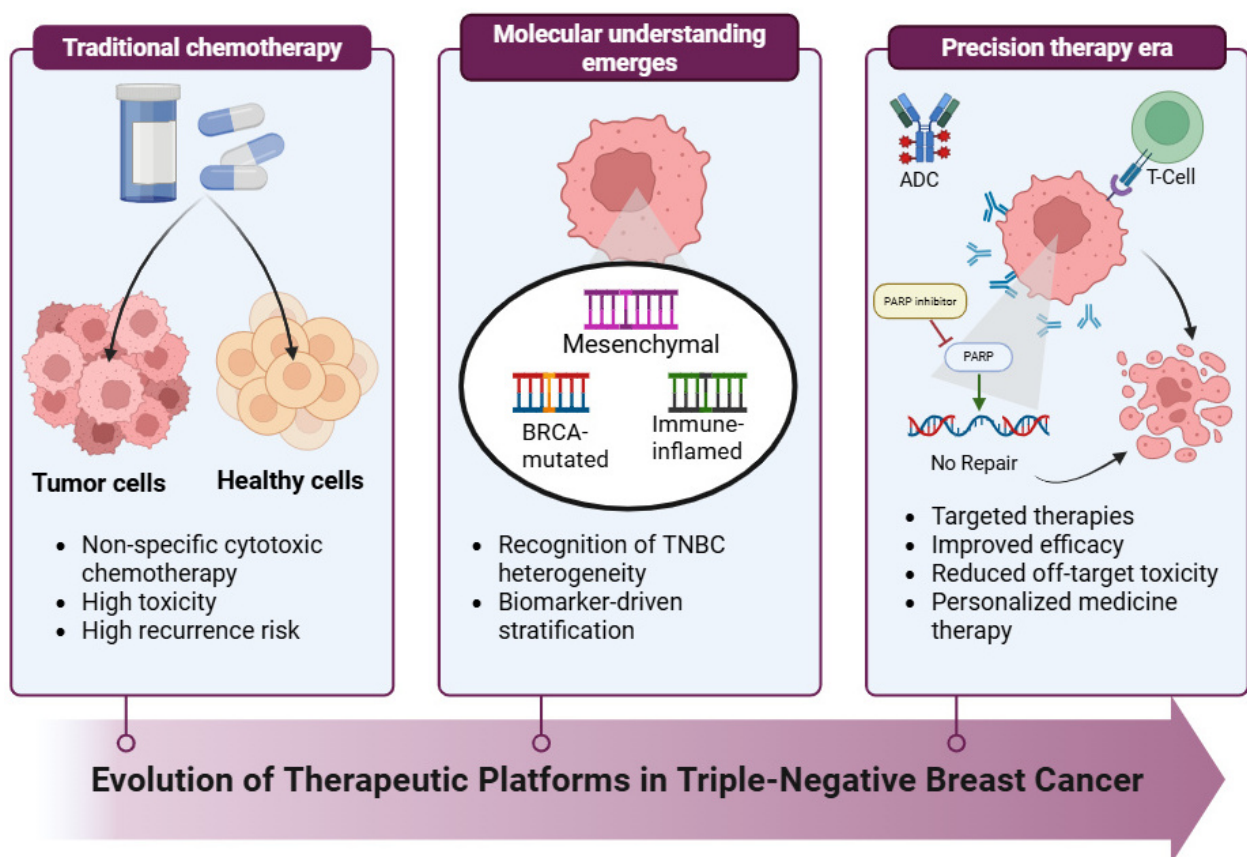 Traditional chemotherapy
Tumor cells
Healthy cells
• Non-specific cytotoxic
chemotherapy
• High toxicity
• High recurrence risk
Molecular understanding
emerges
Mesenchymal
BRCA-
mutated
Immune-
inflamed
• Recognition of TNBC
heterogeneity
• Biomarker-driven
stratification
Precision therapy era
ADC
T-Cell
PARP inhibitor
PARP
No Repair
• Targeted therapies
• Improved efficacy
• Reduced off-target toxicity
• Personalized medicine
therapy
Evolution of Therapeutic Platforms in Triple-Negative Breast Cancer